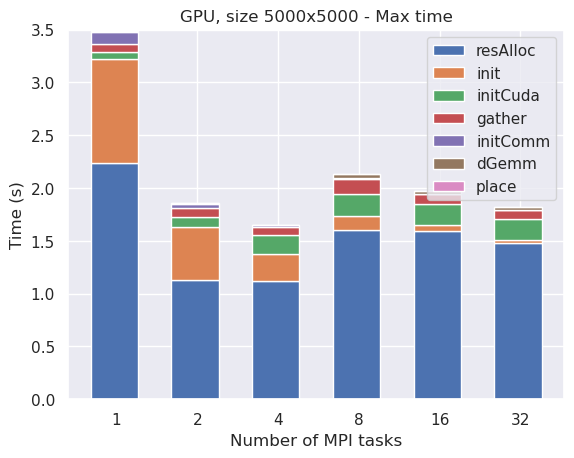 GPU, size 5000x5000 - Max time
Time (s)
3.5
3.0
2.5
2.0
1.5
1.0
0.5
0.0
resAlloc
init
initCuda
gather
initComm
dGemm
place
1 2 4 8 16 32
Number of MPI tasks